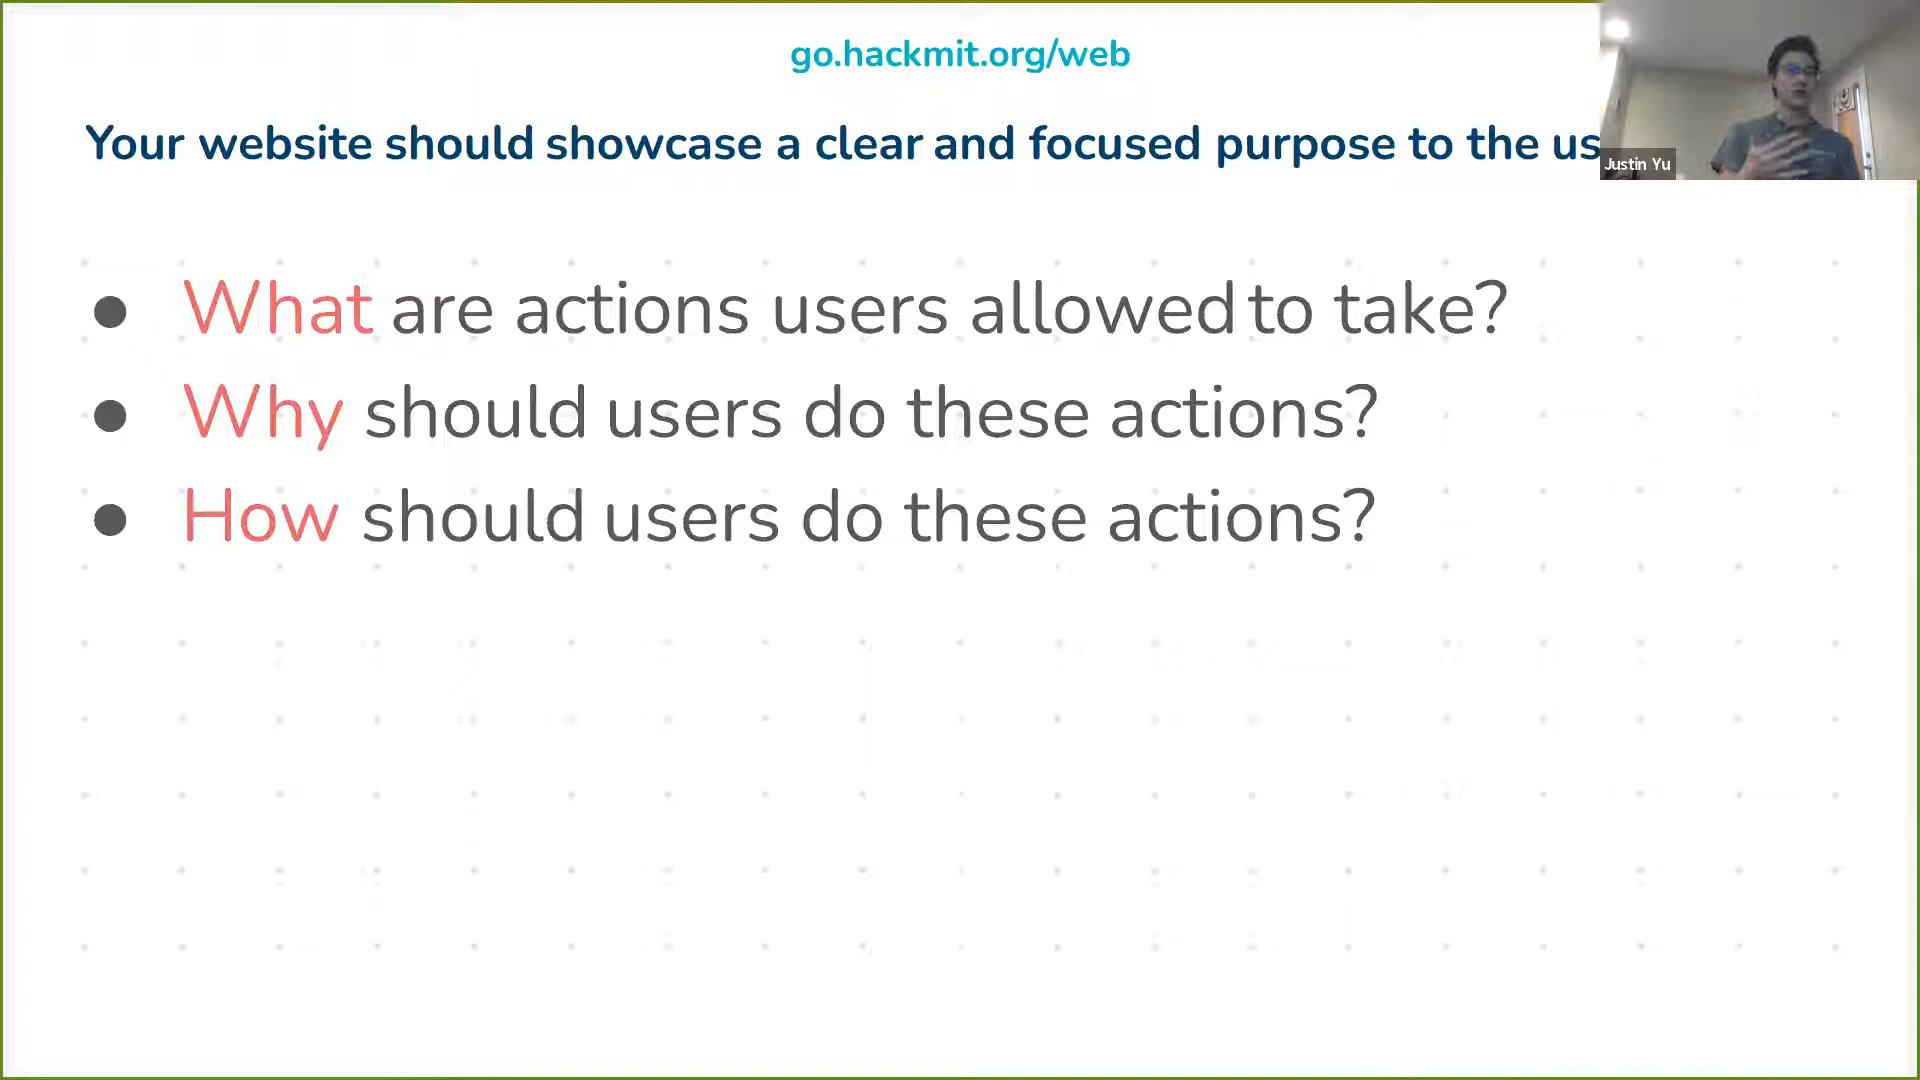 go.hackmit.org/web
Your website should showcase a clear and focused purpose to the
Justin Yu
● What are actions users allowed to take?
● Why should users do these actions?
● How should users do these actions?